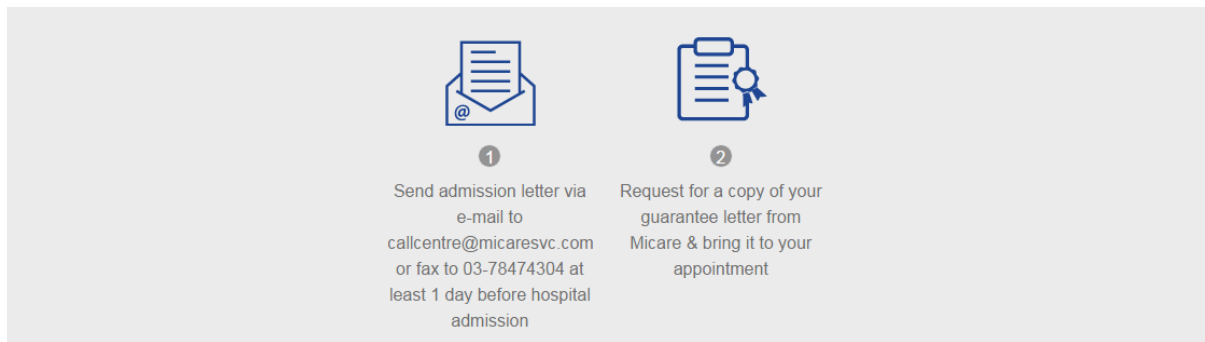 @
1
Send admission letter via
e-mail to
callcentre@micaresvc.com
or fax to 03-78474304 at
least 1 day before hospital
admission
2
Request for a copy of your
guarantee letter from
Micare & bring it to your
appointment